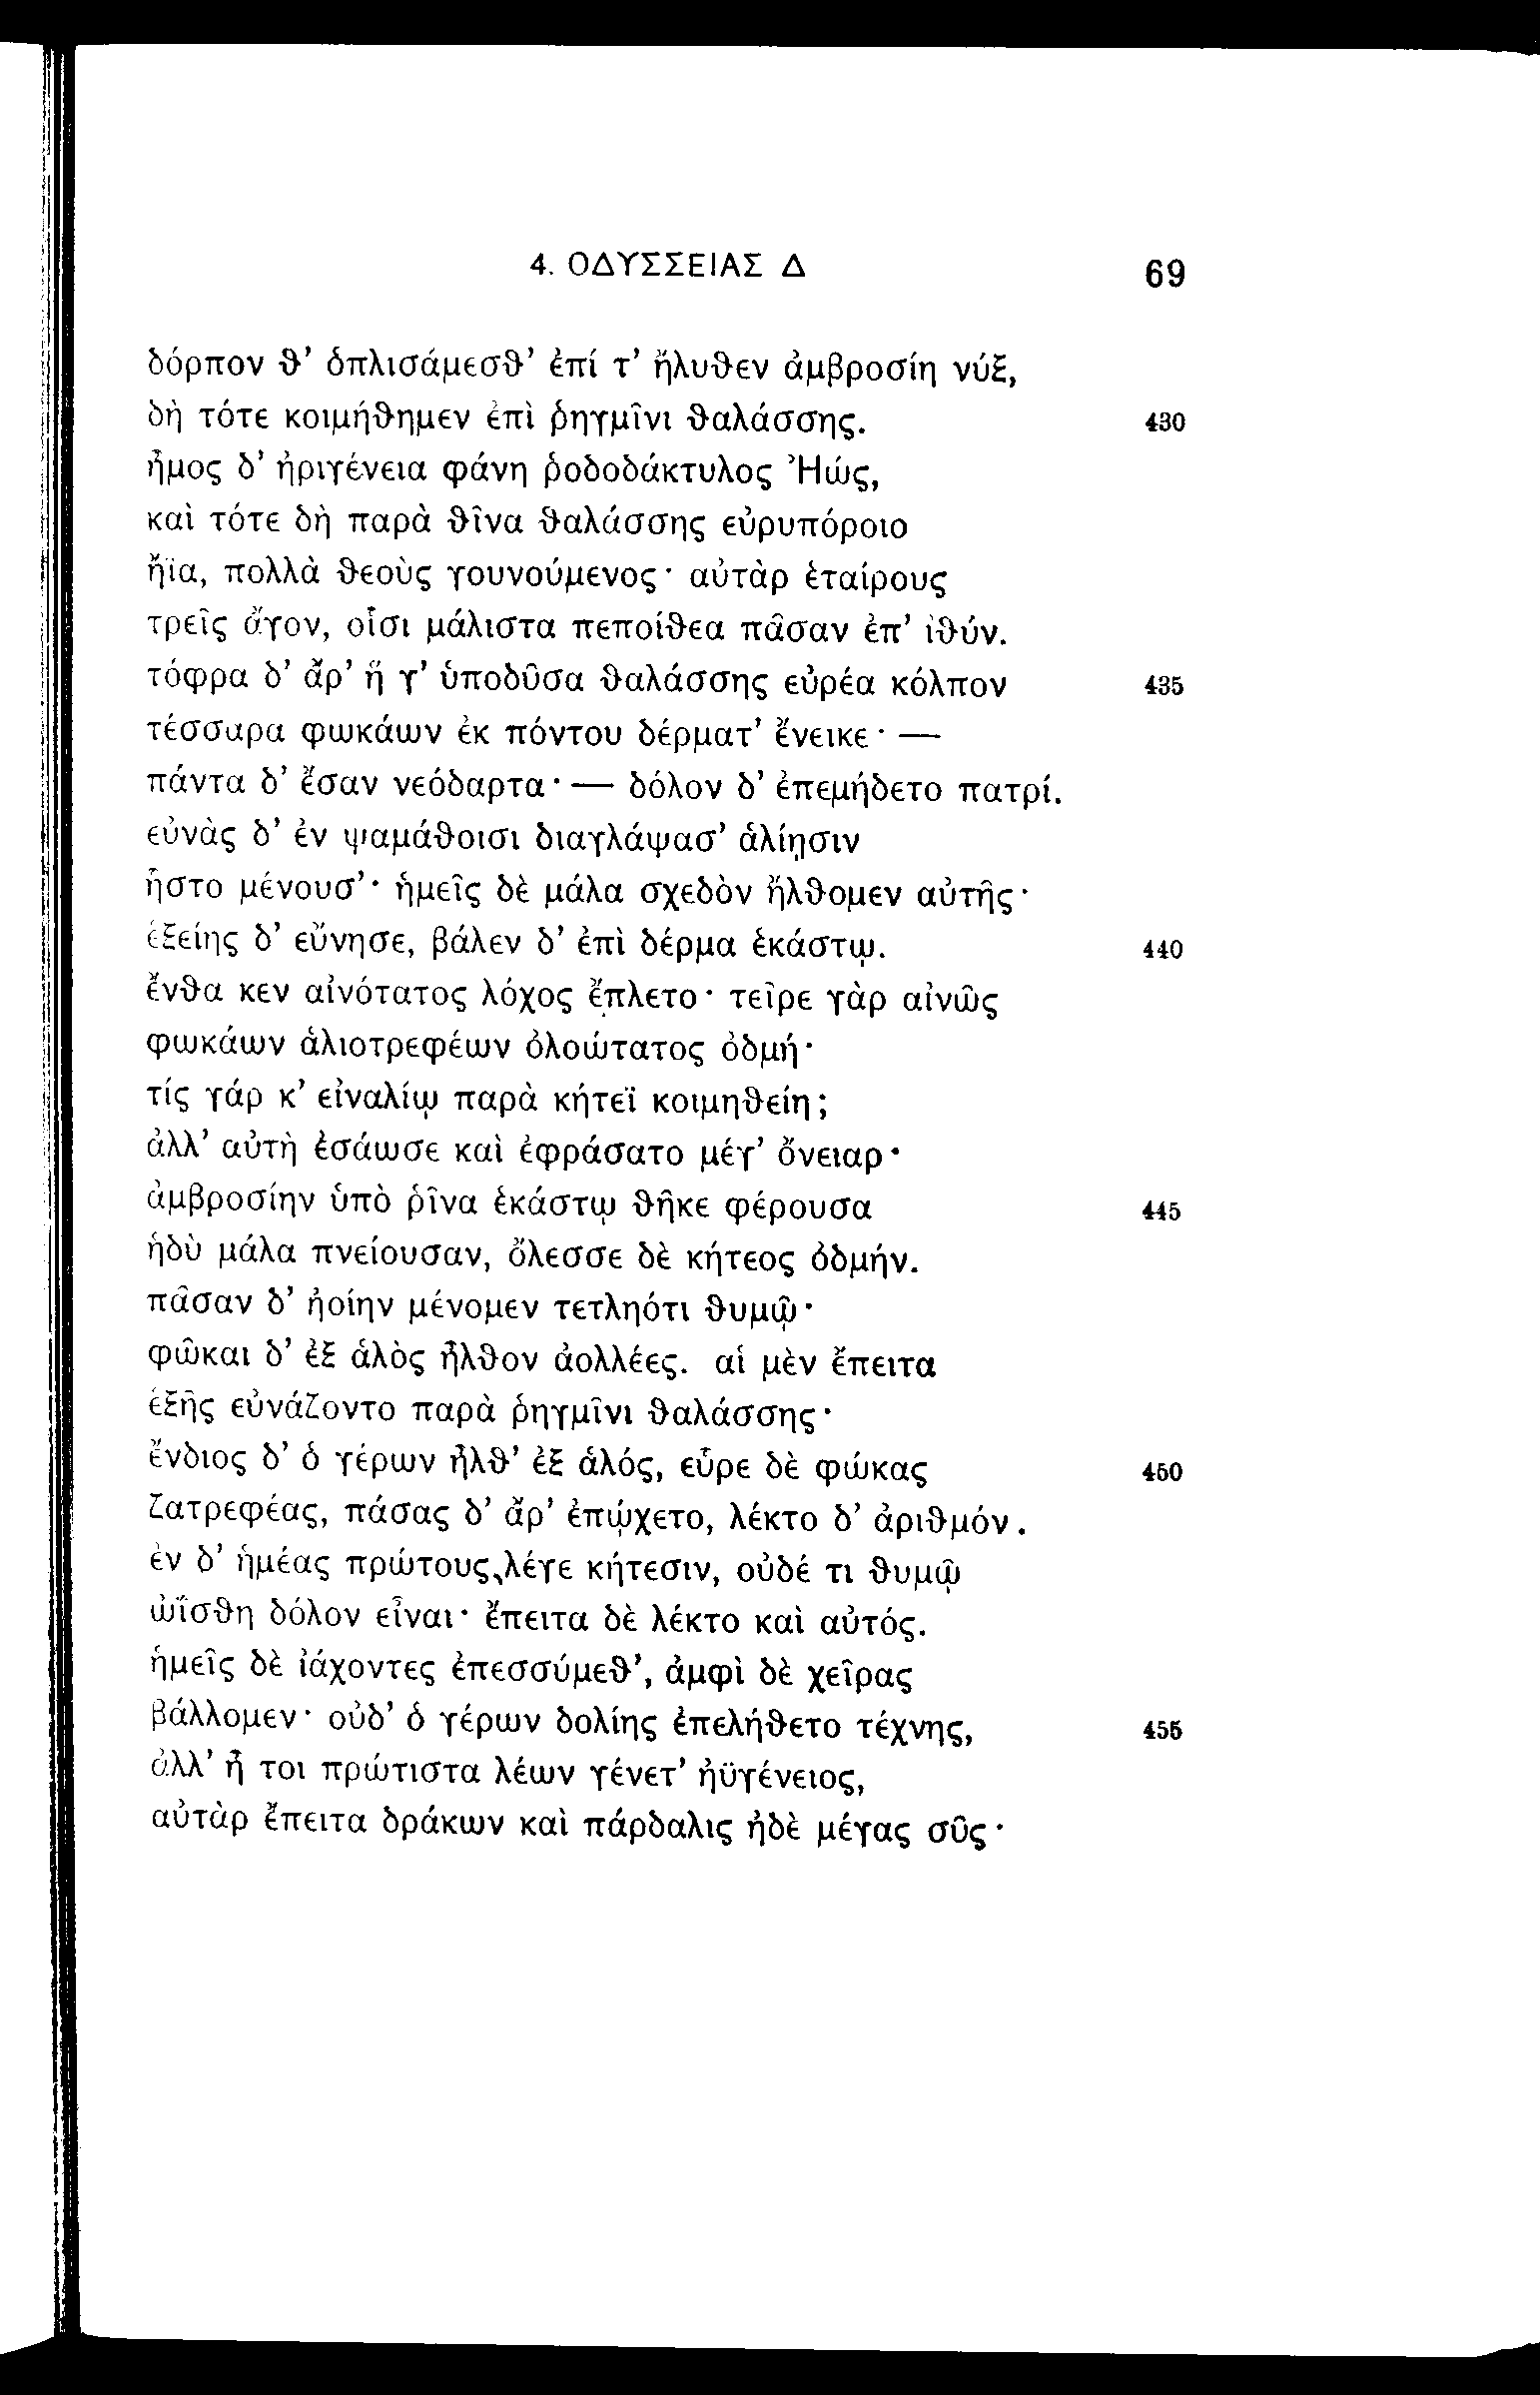 4. ΟΔΥΣΣΕΙΑΣ Δ 69
δόρπον θ’ ὁπλισάμεσθ’ ἐπί τ’ ἤλυθεν ἀμβροσίη νύξ,
δὴ τότε κοιμήθημεν ἐπὶ ῥηγμῖνι θαλάσσης. 430
ἦμος δ’ ἠριγένεια φάνη ῥοδοδάκτυλος Ἠώς,
καὶ τότε δὴ παρὰ θῖνα θαλάσσης εὐρυπόροιο
ἤϊα, πολλὰ θεοὺς γουνούμενος· αὐτὰρ ἑταίρους
τρεῖς ἄγον, οἷσι μάλιστα πεποίθεα πᾶσαν ἐπ’ ἰθύν.
τόφρα δ’ ἄρ’ ἥ γ’ ὑποδῦσα θαλάσσης εὐρέα κόλπον 435
τέσσαρα φωκάων ἐκ πόντου δέρματ’ ἔνεικε· —
πάντα δ’ ἔσαν νεόδαρτα· — δόλον δ’ ἐπεμήδετο πατρί.
εὐνὰς δ’ ἐν ψαμάθοισι διαγλάψασ’ ἁλίῃσιν
ἧστο μένουσ’· ἡμεῖς δὲ μάλα σχεδὸν ἤλθομεν αὐτῆς·
ἑξείης δ’ εὔνησε, βάλεν δ’ ἐπὶ δέρμα ἑκάστῳ. 440
ἔνθα κεν αἰνότατος λόχος ἔπλετο· τεῖρε γὰρ αἰνῶς
φωκάων ἁλιοτρεφέων ὀλοώτατος ὀδμή·
τίς γάρ κ’ εἰναλίῳ παρὰ κήτεϊ κοιμηθείη;
ἀλλ’ αὐτὴ ἐσάωσε καὶ ἐφράσατο μέγ’ ὄνειαρ·
ἀμβροσίην ὑπὸ ῥῖνα ἑκάστῳ θῆκε φέρουσα 445
ἡδὺ μάλα πνείουσαν, ὄλεσσε δὲ κήτεος ὀδμήν.
πᾶσαν δ’ ἠοίην μένομεν τετληότι θυμῷ·
φῶκαι δ’ ἐξ ἁλὸς ἦλθον ἀολλέες. αἱ μὲν ἔπειτα
ἑξῆς εὐνάζοντο παρὰ ῥηγμῖνι θαλάσσης·
ἔνδιος δ’ ὁ γέρων ἦλθ’ ἐξ ἁλός, εὗρε δὲ φώκας 450
ζατρεφέας, πάσας δ’ ἄρ’ ἐπῴχετο, λέκτο δ’ ἀριθμόν.
ἐν δ’ ἡμέας πρώτους λέγε κήτεσιν, οὐδέ τι θυμῷ
ὠΐσθη δόλον εἶναι· ἔπειτα δὲ λέκτο καὶ αὐτός.
ἡμεῖς δὲ ἰάχοντες ἐπεσσύμεθ’, ἀμφὶ δὲ χεῖρας
βάλλομεν· οὐδ’ ὁ γέρων δολίης ἐπελήθετο τέχνης, 455
ἀλλ’ ἦ τοι πρώτιστα λέων γένετ’ ἠϋγένειος,
αὐτὰρ ἔπειτα δράκων καὶ πάρδαλις ἠδὲ μέγας σῦς·